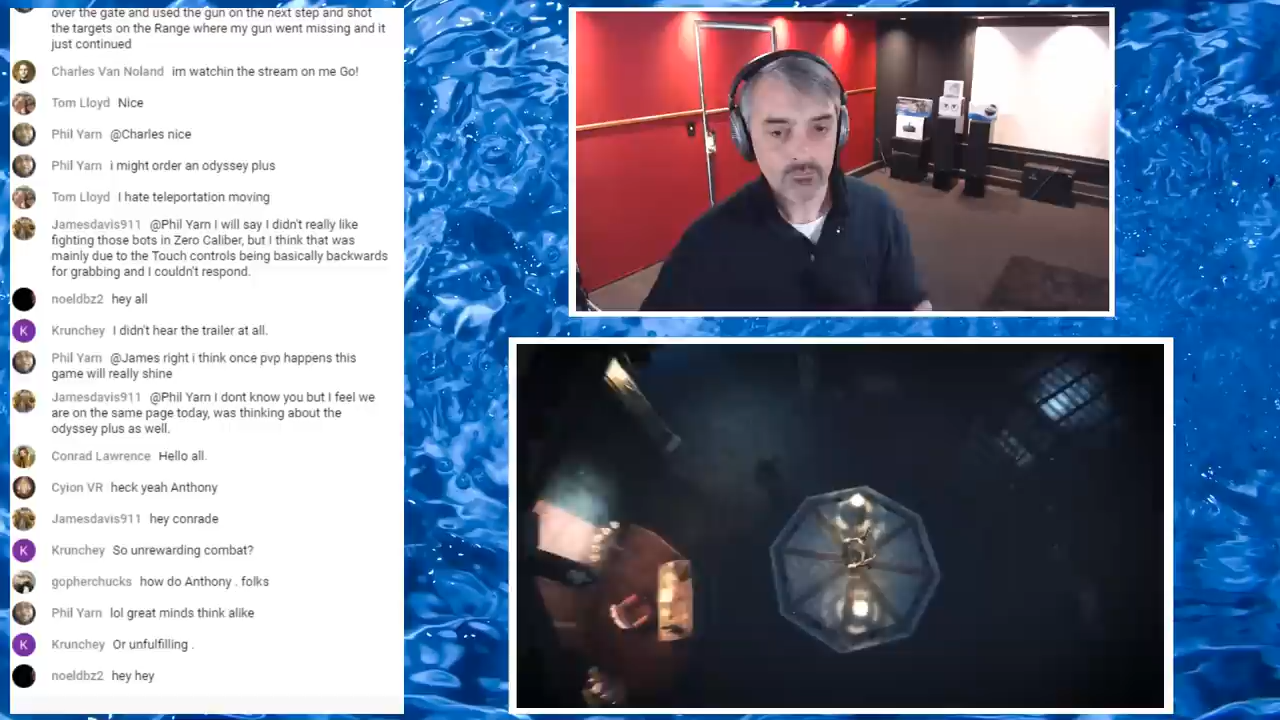 over the gate and used the gun on the next step and shot
the targets on the Range where my gun went missing and it
just continued
Charles Van Noland im watchin the stream on me Go!
Tom Lloyd Nice
Phil Yarn @Charles nice
Phil Yarn i might order an odyssey plus
Tom Lloyd I hate teleportation moving
Jamesdavis911 @Phil Yarn I will say I didn't really like
fighting those bots in Zero Caliber, but I think that was
mainly due to the Touch controls being basically backwards
for grabbing and I couldn't respond.
noeldbz2 hey all
K Krunchey I didn't hear the trailer at all.
Phil Yarn @James right i think once pvp happens this
game will really shine
Jamesdavis911 @Phil Yarn I dont know you but I feel we
are on the same page today, was thinking about the
odyssey plus as well.
Conrad Lawrence Hello all.
Cyion VR heck yeah Anthony
Jamesdavis911 hey conrade
K Krunchey So unrewarding combat?
gopherchucks how do Anthony . folks
Phil Yarn lol great minds think alike
K Krunchey Or unfulfilling .
noeldbz2 hey hey